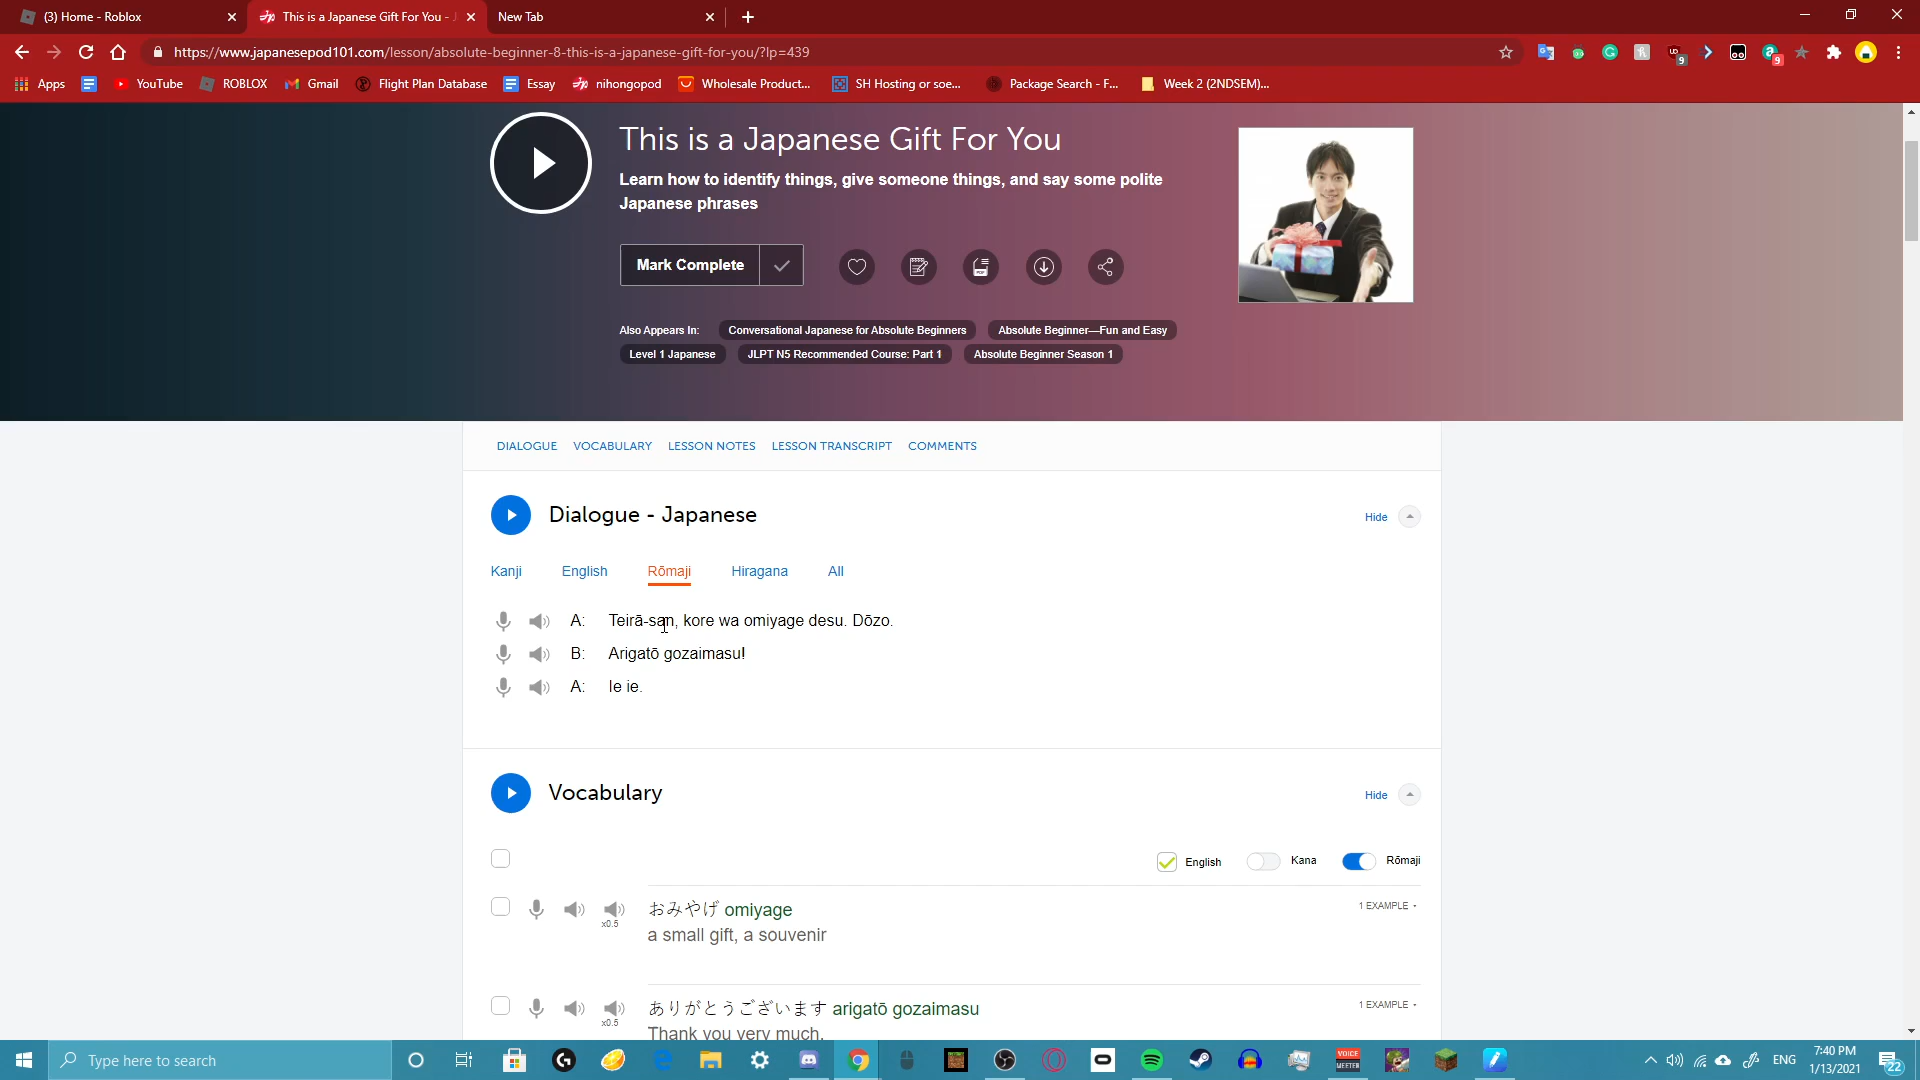 (3) Home - Roblox
This is a Japanese Gift For You - J
New Tab
https://www.japanesepod101.com/lesson/absolute-beginner-8-this-is-a-japanese-gift-for-you/?lp=439
9
9
Apps
YouTube
ROBLOX
Gmail
Flight Plan Database
Essay
nihongopod
Wholesale Product...
SH Hosting or soe...
Package Search - F...
Week 2 (2NDSEM)...
This is a Japanese Gift For You
Learn how to identify things, give someone things, and say some polite
Japanese phrases
Mark Complete
PDF
Also Appears In:
Conversational Japanese for Absolute Beginners
Absolute Beginner—Fun and Easy
Level 1 Japanese
JLPT N5 Recommended Course: Part 1
Absolute Beginner Season 1
DIALOGUE
VOCABULARY
LESSON NOTES
LESSON TRANSCRIPT
COMMENTS
Dialogue - Japanese
Hide
Kanji
English
Rōmaji
Hiragana
All
A: Teirā-san, kore wa omiyage desu. Dōzo.
B: Arigatō gozaimasu!
A: Ie ie.
Vocabulary
Hide
English
Kana
Rōmaji
x0.5
おみやげ omiyage
1 EXAMPLE
a small gift, a souvenir
x0.5
ありがとうございます arigatō gozaimasu
1 EXAMPLE
Thank you very much.
Type here to search
VOICE
MEETER
ENG
7:40 PM
1/13/2021
22